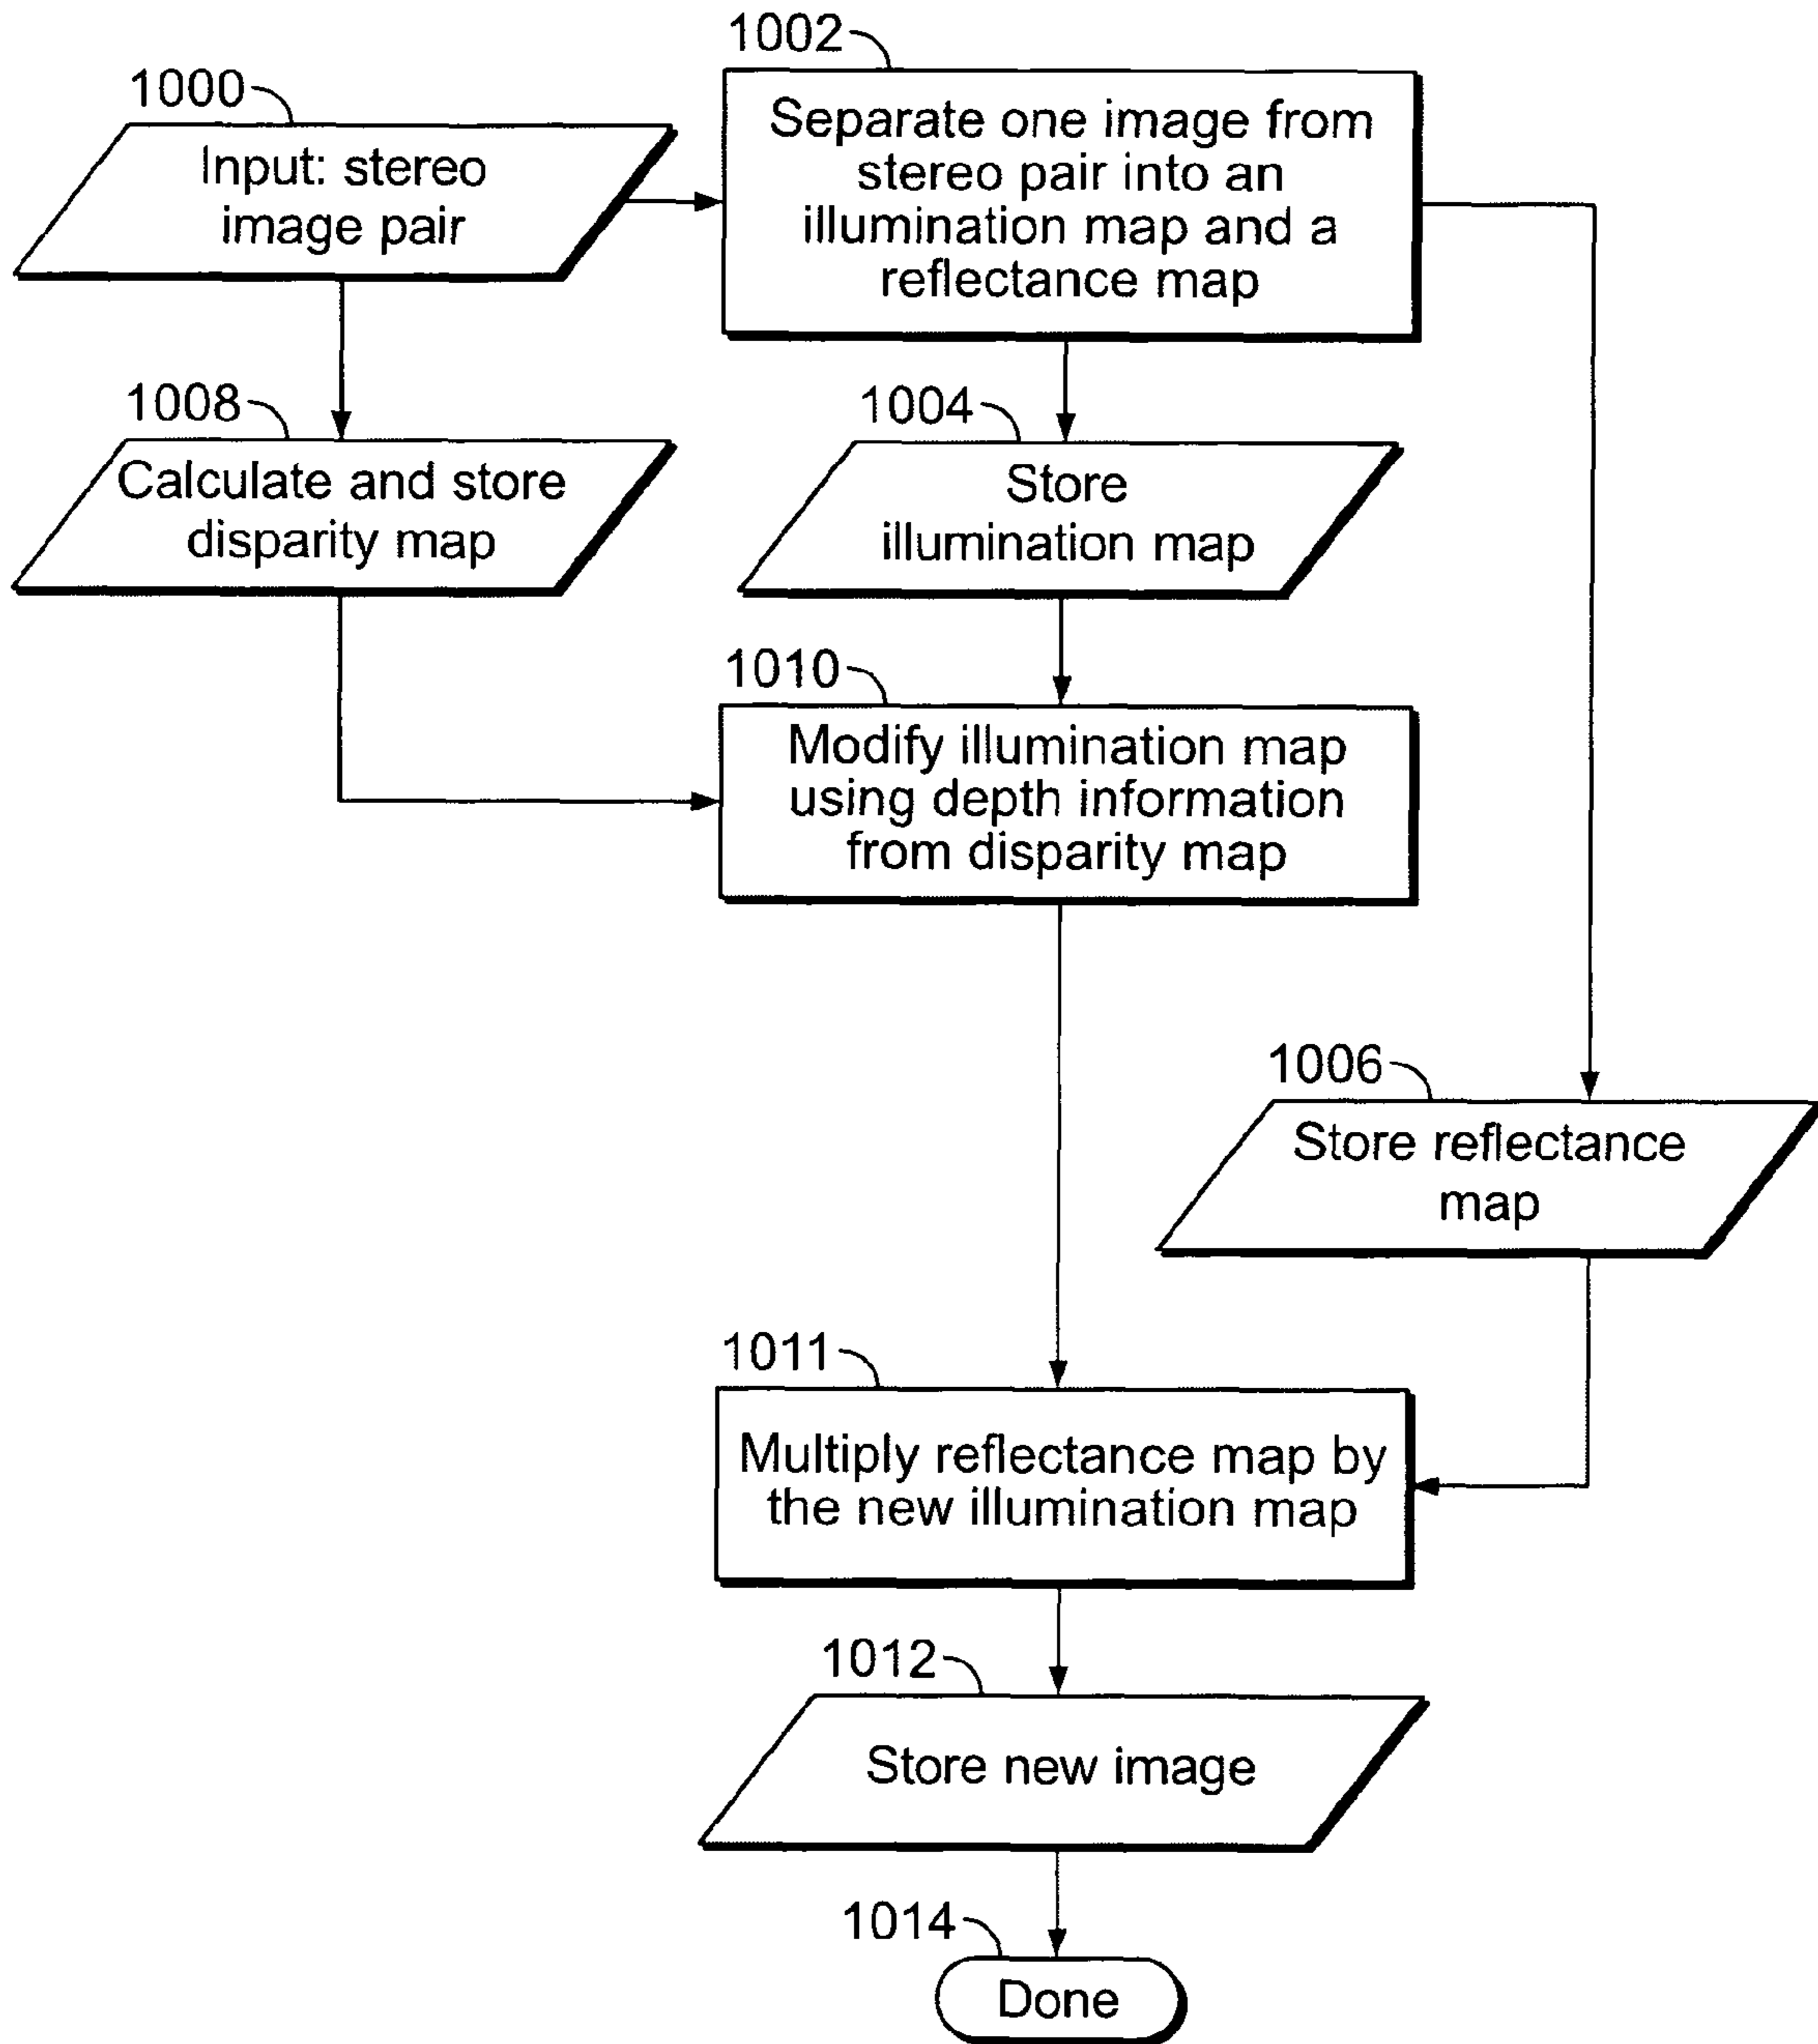 1002
1000
Separate one image from
stereo pair into an
illumination map and a
reflectance map
Input: stereo
image pair
1008
1004
Calculate and store
disparity map
Store
illumination map
1010
Modify illumination map
using depth information
from disparity map
1006
Store reflectance
map
1011
Multiply reflectance map by
the new illumination map
1012
Store new image
1014
Done